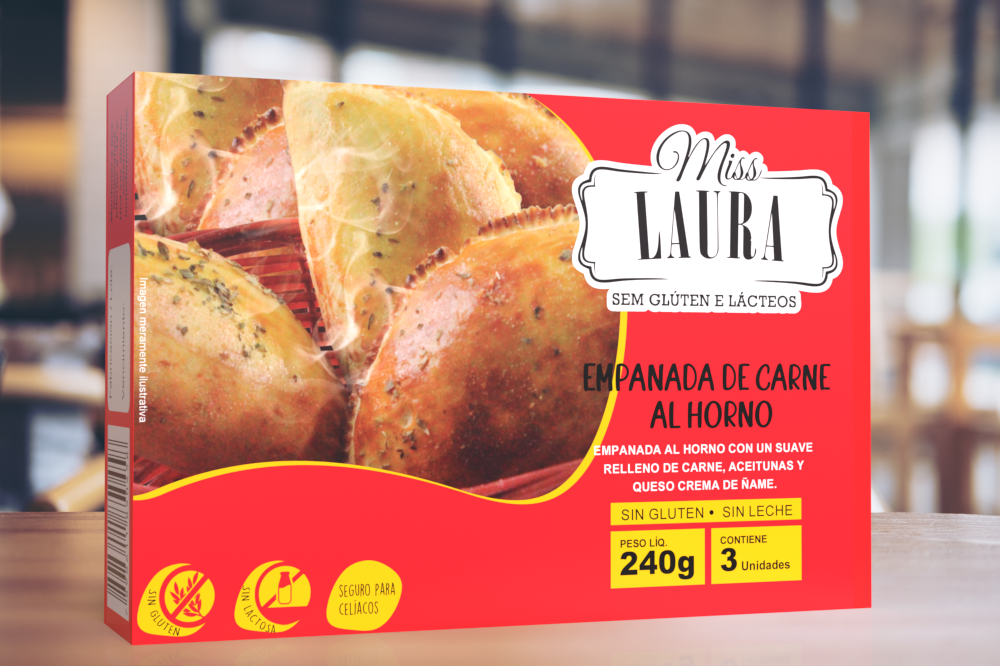 Miss
LAURA
SEM GLÚTEN E LÁCTEOS
EMPANADA DE CARNE
AL HORNO
EMPANADA AL HORNO CON UN SUAVE
RELLENO DE CARNE, ACEITUNAS Y
QUESO CREMA DE ÑAME.
SIN GLUTEN • SIN LECHE
PESO LÍQ.
240g
CONTIENE
3 Unidades
Imagen meramente ilustrativa
SIN GLUTEN
SIN LACTOSA
SEGURO PARA
CELÍACOS